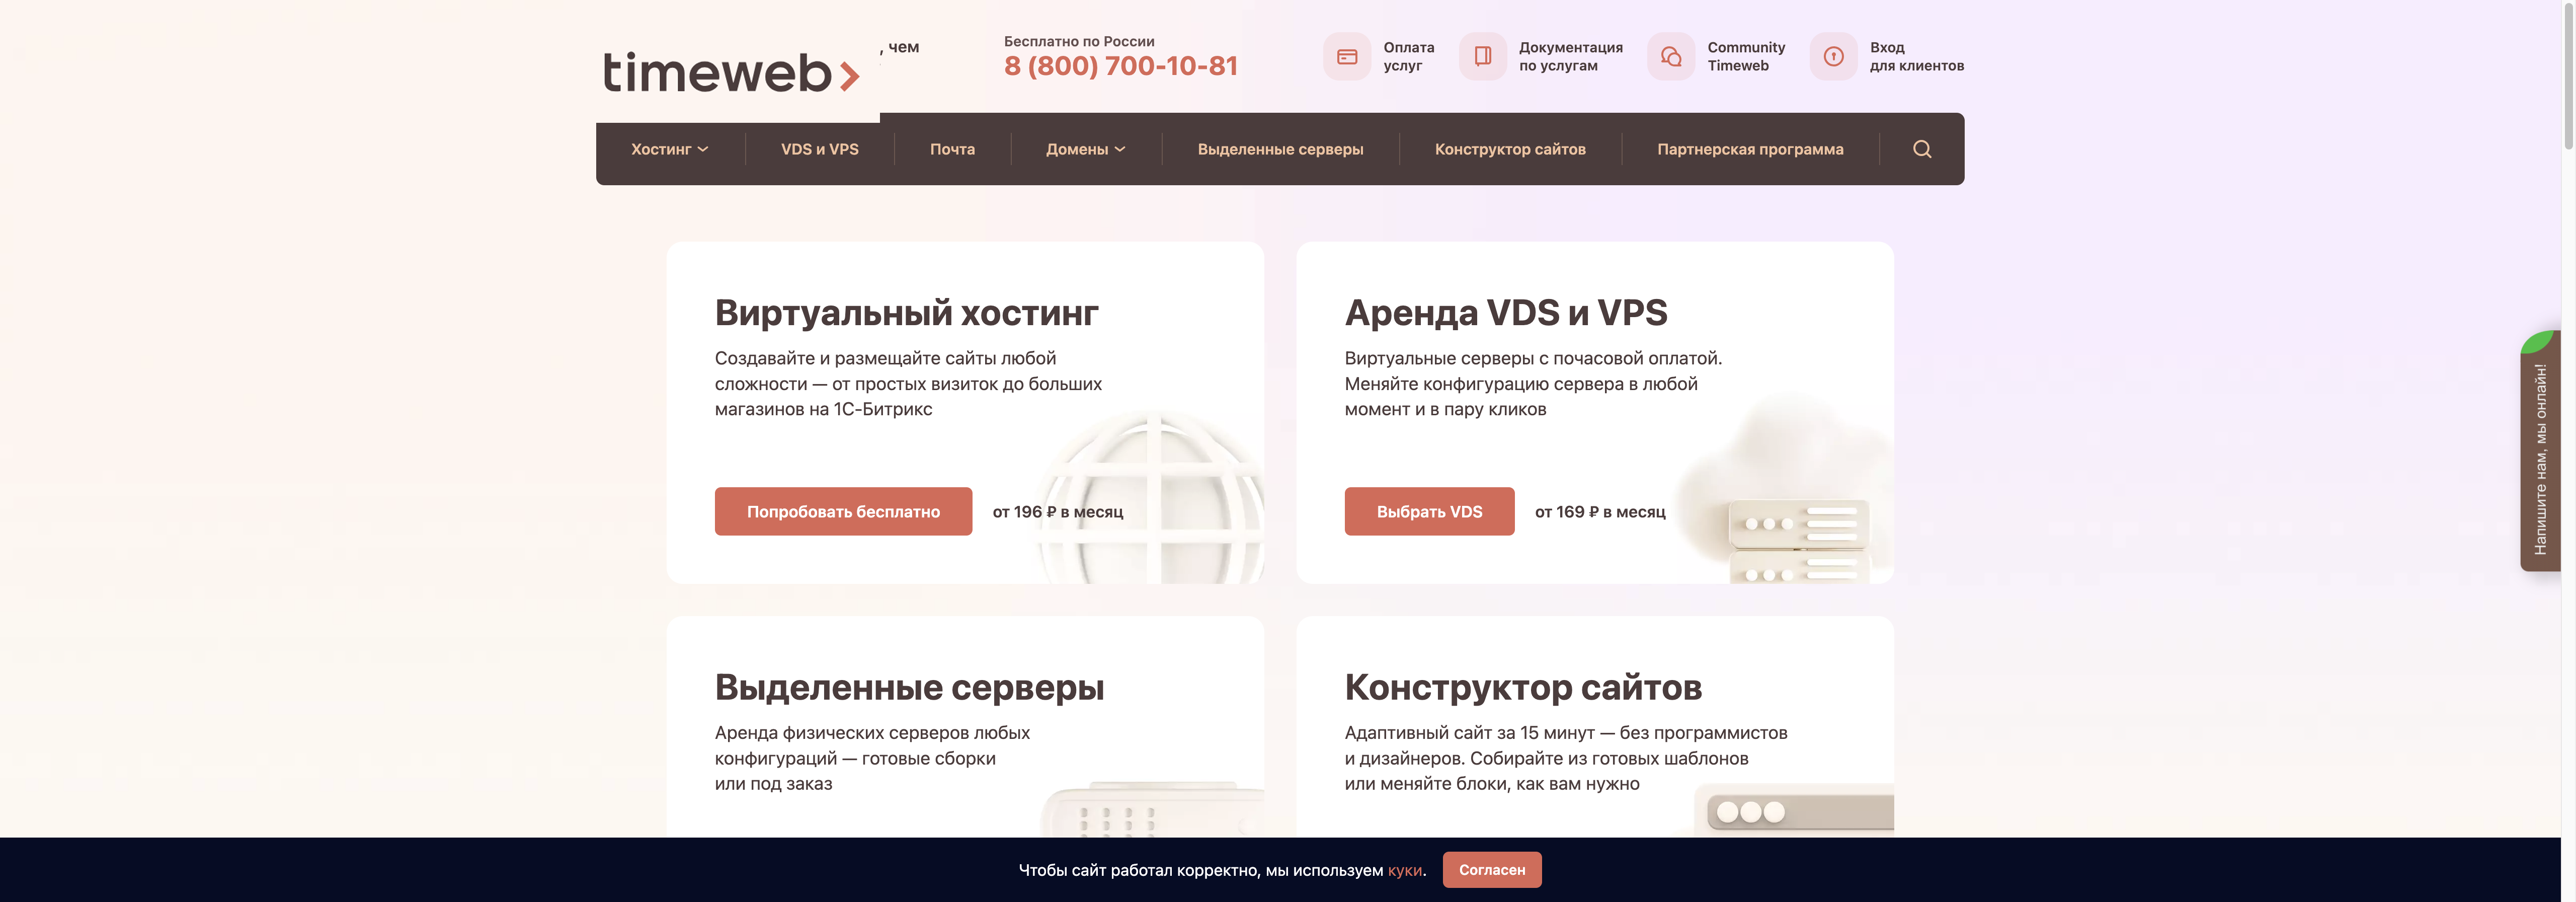 timeweb
, чем
Бесплатно по России
8 (800) 700-10-81
Оплата
услуг
Документация
по услугам
Community
Timeweb
Вход
для клиентов
Хостинг
VDS и VPS
Почта
Домены
Выделенные серверы
Конструктор сайтов
Партнерская программа
Виртуальный хостинг
Создавайте и размещайте сайты любой
сложности — от простых визиток до больших
магазинов на 1С-Битрикс
Попробовать бесплатно
от 196 ₽ в месяц
Аренда VDS и VPS
Виртуальные серверы с почасовой оплатой.
Меняйте конфигурацию сервера в любой
момент и в пару кликов
Выбрать VDS
от 169 ₽ в месяц
Выделенные серверы
Аренда физических серверов любых
конфигураций — готовые сборки
или под заказ
Конструктор сайтов
Адаптивный сайт за 15 минут — без программистов
и дизайнеров. Собирайте из готовых шаблонов
или меняйте блоки, как вам нужно
Напишите нам, мы онлайн!
Чтобы сайт работал корректно, мы используем куки.
Согласен